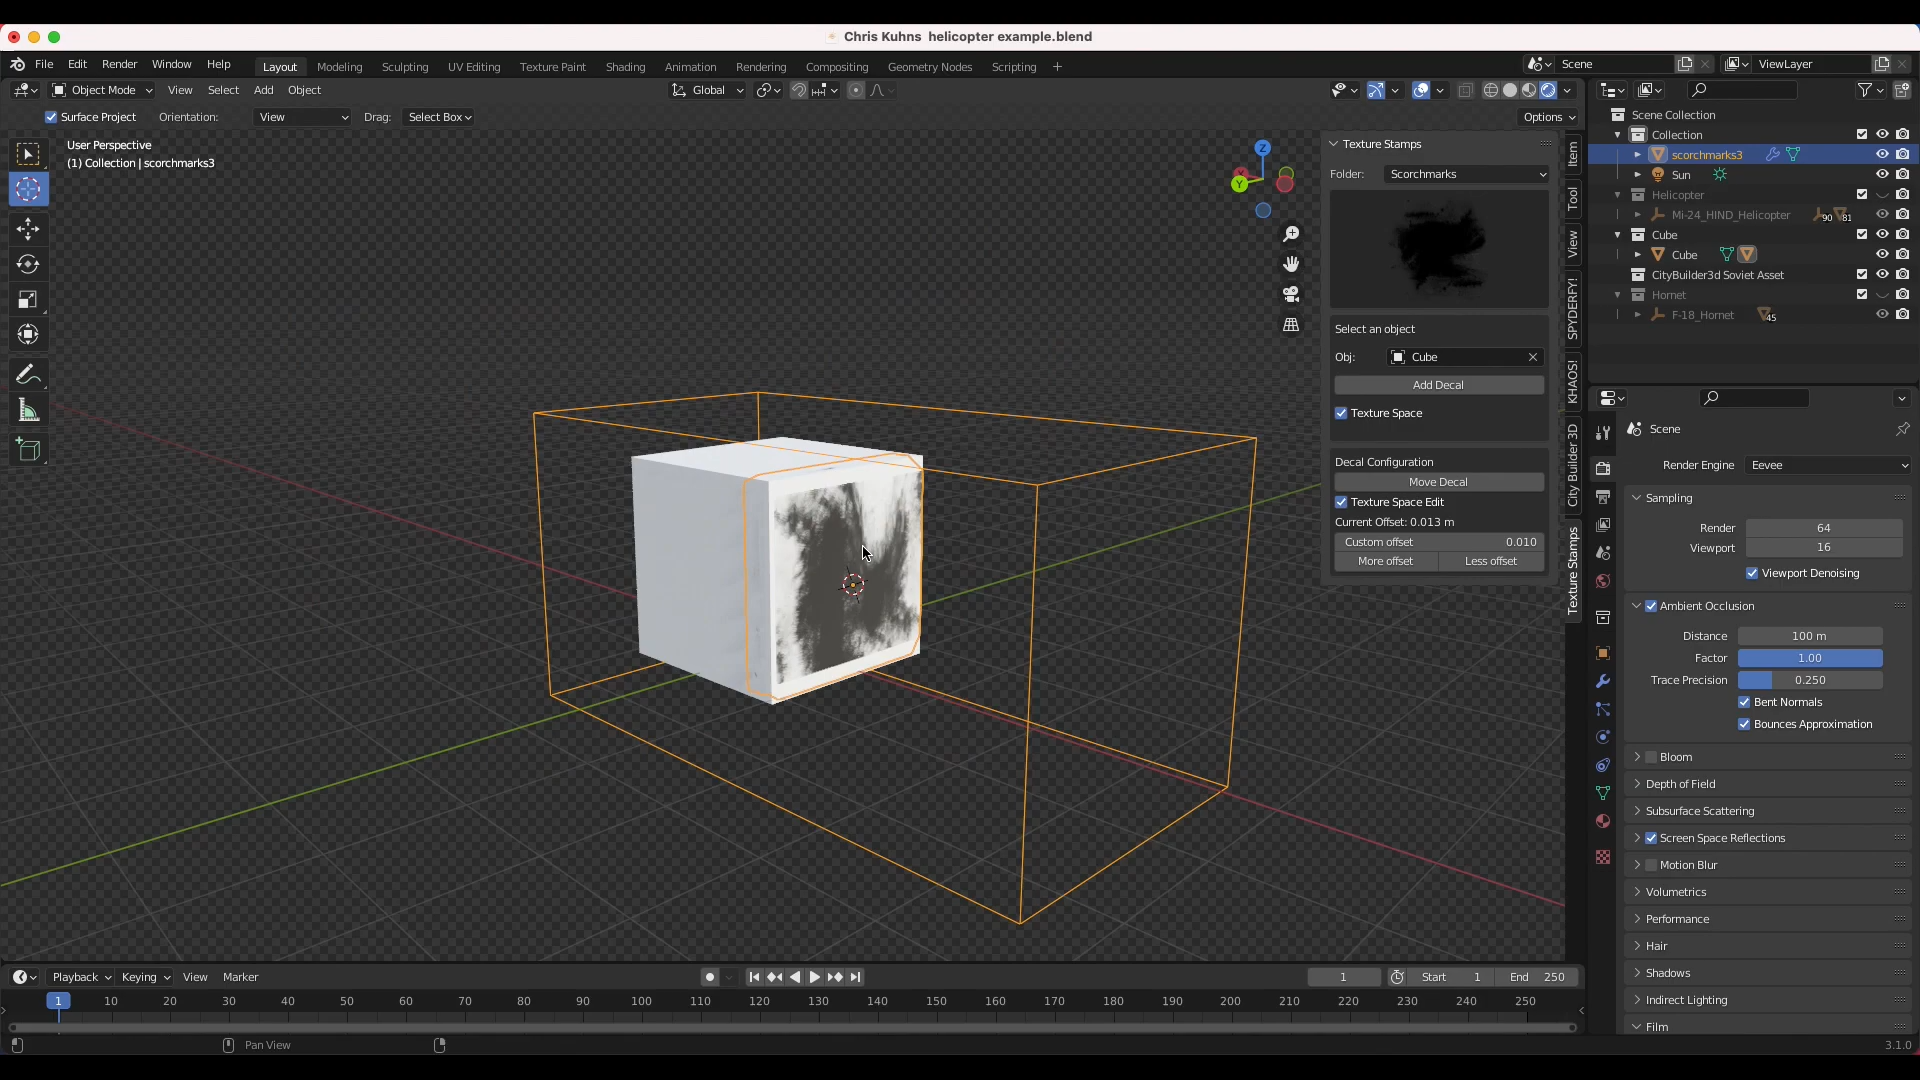 Chris Kuhns  helicopter example.blend
File Edit Render Window Help Layout Modeling Sculpting UV Editing Texture Paint Shading Animation Rendering Compositing Geometry Nodes Scripting + Scene ViewLayer
Object Mode View Select Add Object Global
Surface Project Orientation: View Drag: Select Box Options
User Perspective
(1) Collection | scorchmarks3
Z
Y
Texture Stamps
Folder: Scorchmarks
Select an object
Obj: Cube
Add Decal
Texture Space
Decal Configuration
Move Decal
Texture Space Edit
Current Offset: 0.013 m
Custom offset 0.010
More offset Less offset
Item
Tool
View
SPYDERFY!
KHAOS!
City Builder 3D
Texture Stamps
Scene Collection
Collection
scorchmarks3
Sun
Helicopter
Mi-24_HIND_Helicopter 90 81
Cube
Cube
CityBuilder3d Soviet Asset
Hornet
F-18_Hornet 45
Scene
Render Engine Eevee
Sampling
Render 64
Viewport 16
Viewport Denoising
Ambient Occlusion
Distance 100 m
Factor 1.00
Trace Precision 0.250
Bent Normals
Bounces Approximation
Bloom
Depth of Field
Subsurface Scattering
Screen Space Reflections
Motion Blur
Volumetrics
Performance
Hair
Shadows
Indirect Lighting
Film
Playback Keying View Marker 1 Start 1 End 250
1 10 20 30 40 50 60 70 80 90 100 110 120 130 140 150 160 170 180 190 200 210 220 230 240 250
Pan View 3.1.0